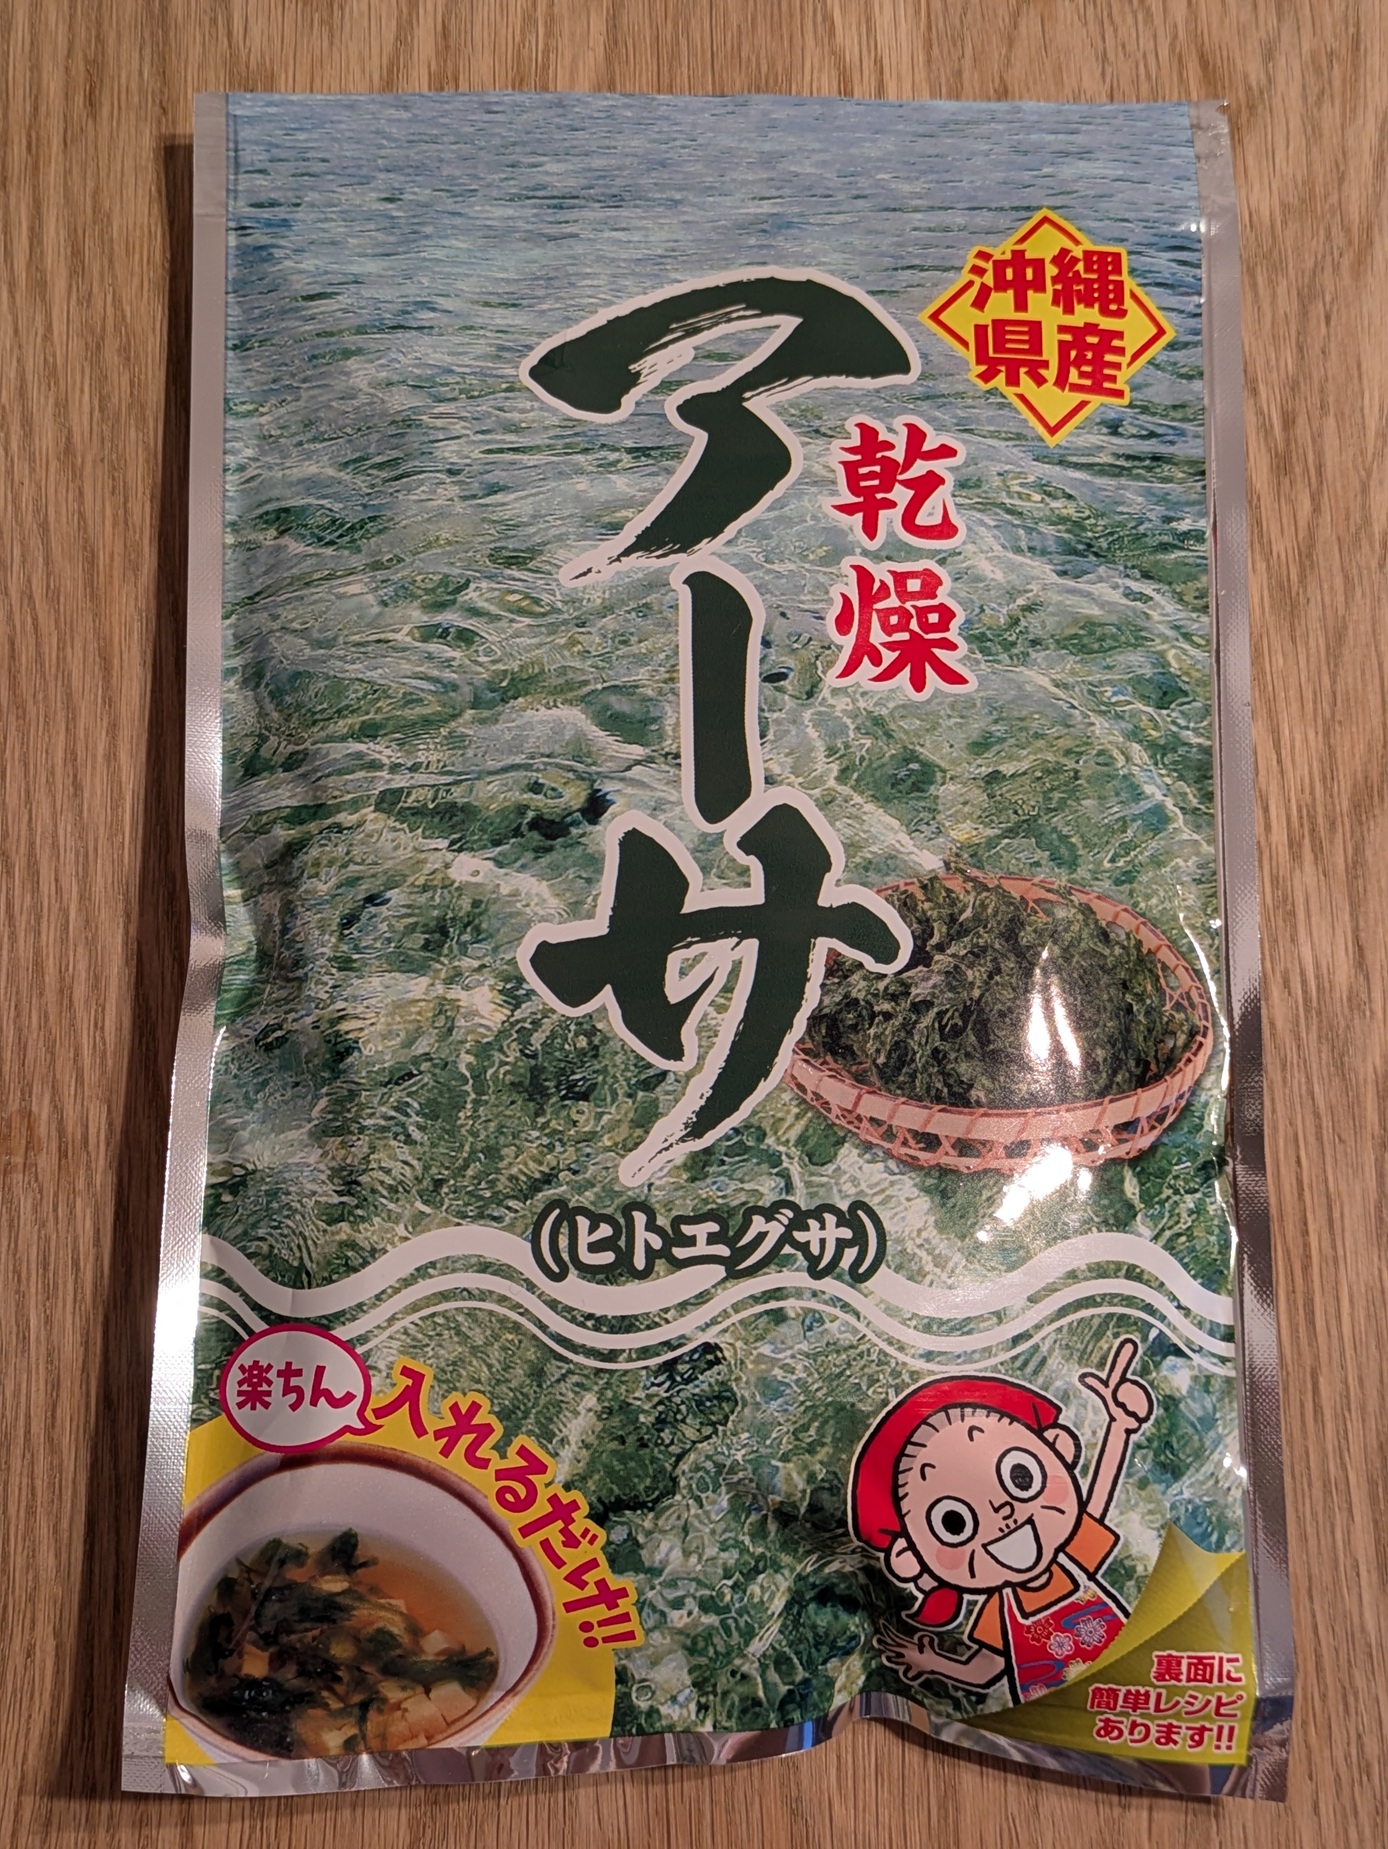 沖縄
県産
乾燥
アーサ
（ヒトエグサ）
楽ちん
入れるだけ!!
裏面に
簡単レシピ
あります!!